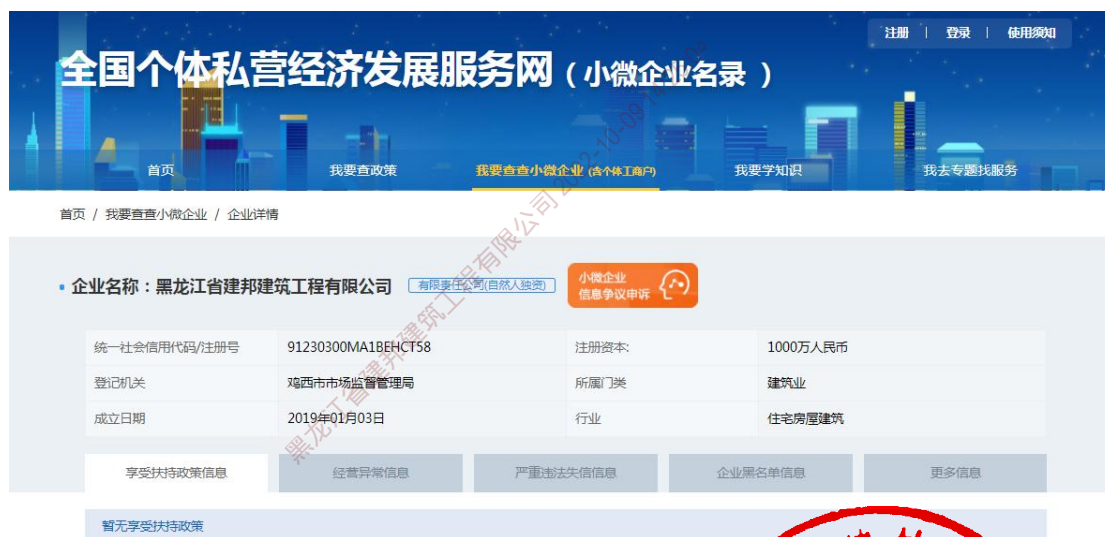 注册 | 登录 | 使用须知
全国个体私营经济发展服务网（小微企业名录 ）
首页 我要查政策 我要查查小微企业 (含个体工商户) 我要学知识 我去专题找服务
首页 / 我要查查小微企业 / 企业详情
• 企业名称：黑龙江省建邦建筑工程有限公司 有限责任公司(自然人独资) 小微企业
信息争议申诉
统一社会信用代码/注册号 91230300MA1BEHCT58 注册资本: 1000万人民币
登记机关 鸡西市市场监督管理局 所属门类 建筑业
成立日期 2019年01月03日 行业 住宅房屋建筑
享受扶持政策信息 经营异常信息 严重违法失信信息 企业黑名单信息 更多信息
暂无享受扶持政策
黑龙江省建邦建筑工程有限公司